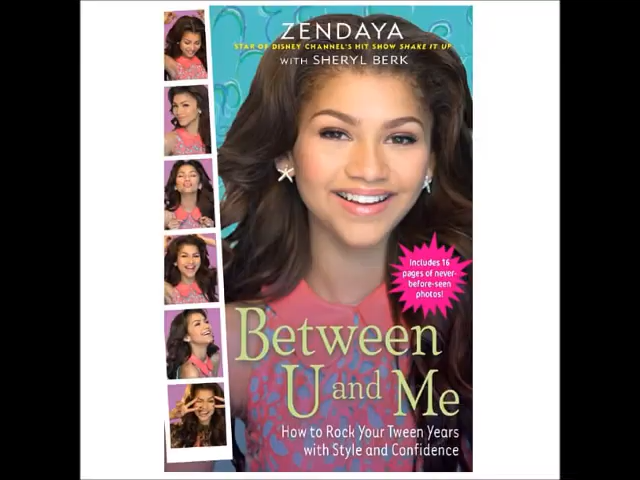 ZENDAYA
STAR OF DISNEY CHANNEL'S HIT SHOW SHAKE IT UP
WITH SHERYL BERK
Includes 16
pages of never-
before-seen
photos!
Between
U and Me
How to Rock Your Tween Years
with Style and Confidence